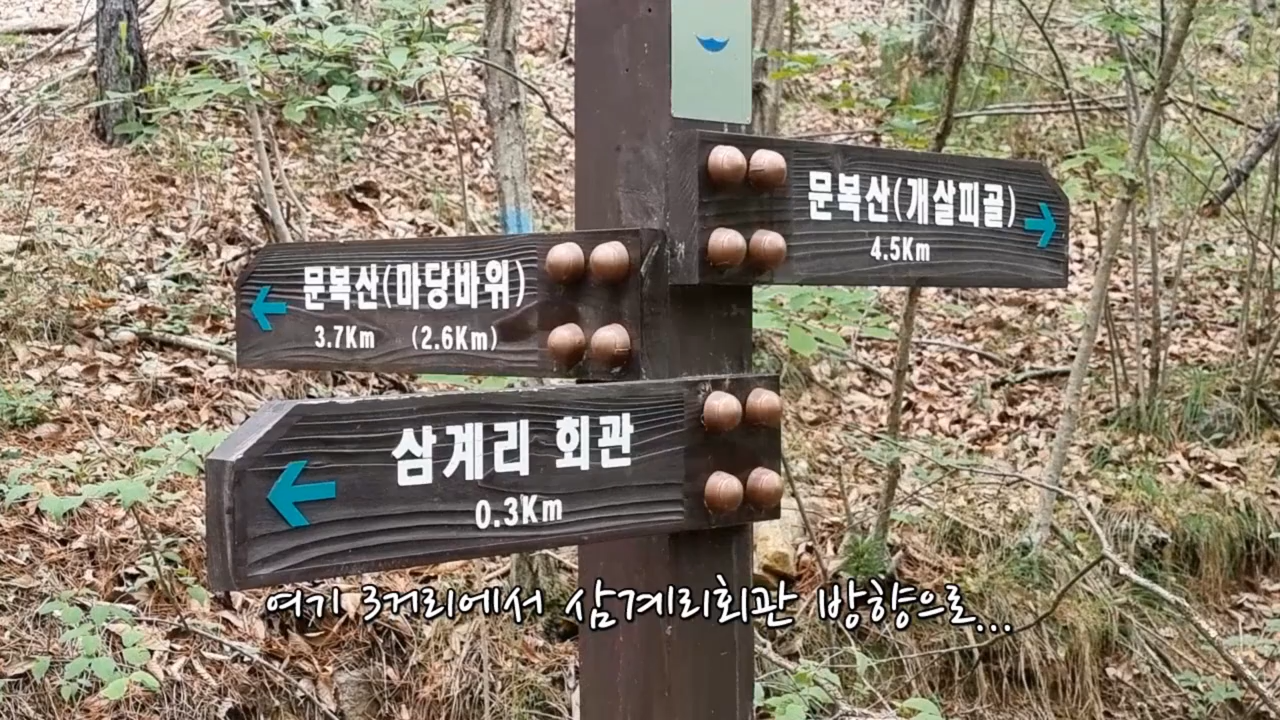 문복산(개살피골)
4.5Km
문복산(마당바위)
3.7Km (2.6Km)
삼계리 회관
0.3Km
여기 3거리에서 삼계리회관 방향으로...